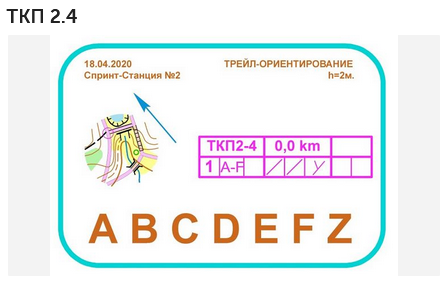 ТКП 2.4
18.04.2020 ТРЕЙЛ-ОРИЕНТИРОВАНИЕ
Спринт-Станция №2 h=2м.
ТКП2-4 0,0 km
1 A-F
A B C D E F Z